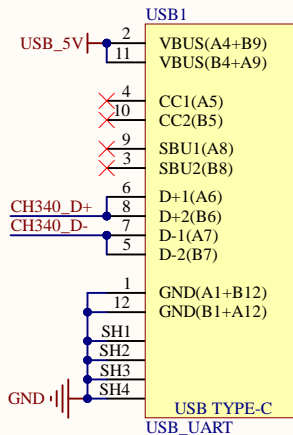 USB1
USB_5V
2 VBUS(A4+B9)
11 VBUS(B4+A9)
4 CC1(A5)
10 CC2(B5)
9 SBU1(A8)
3 SBU2(B8)
6 D+1(A6)
CH340_D+ 8 D+2(B6)
CH340_D- 7 D-1(A7)
5 D-2(B7)
1 GND(A1+B12)
12 GND(B1+A12)
SH1
SH2
SH3
GND SH4
USB TYPE-C
USB_UART